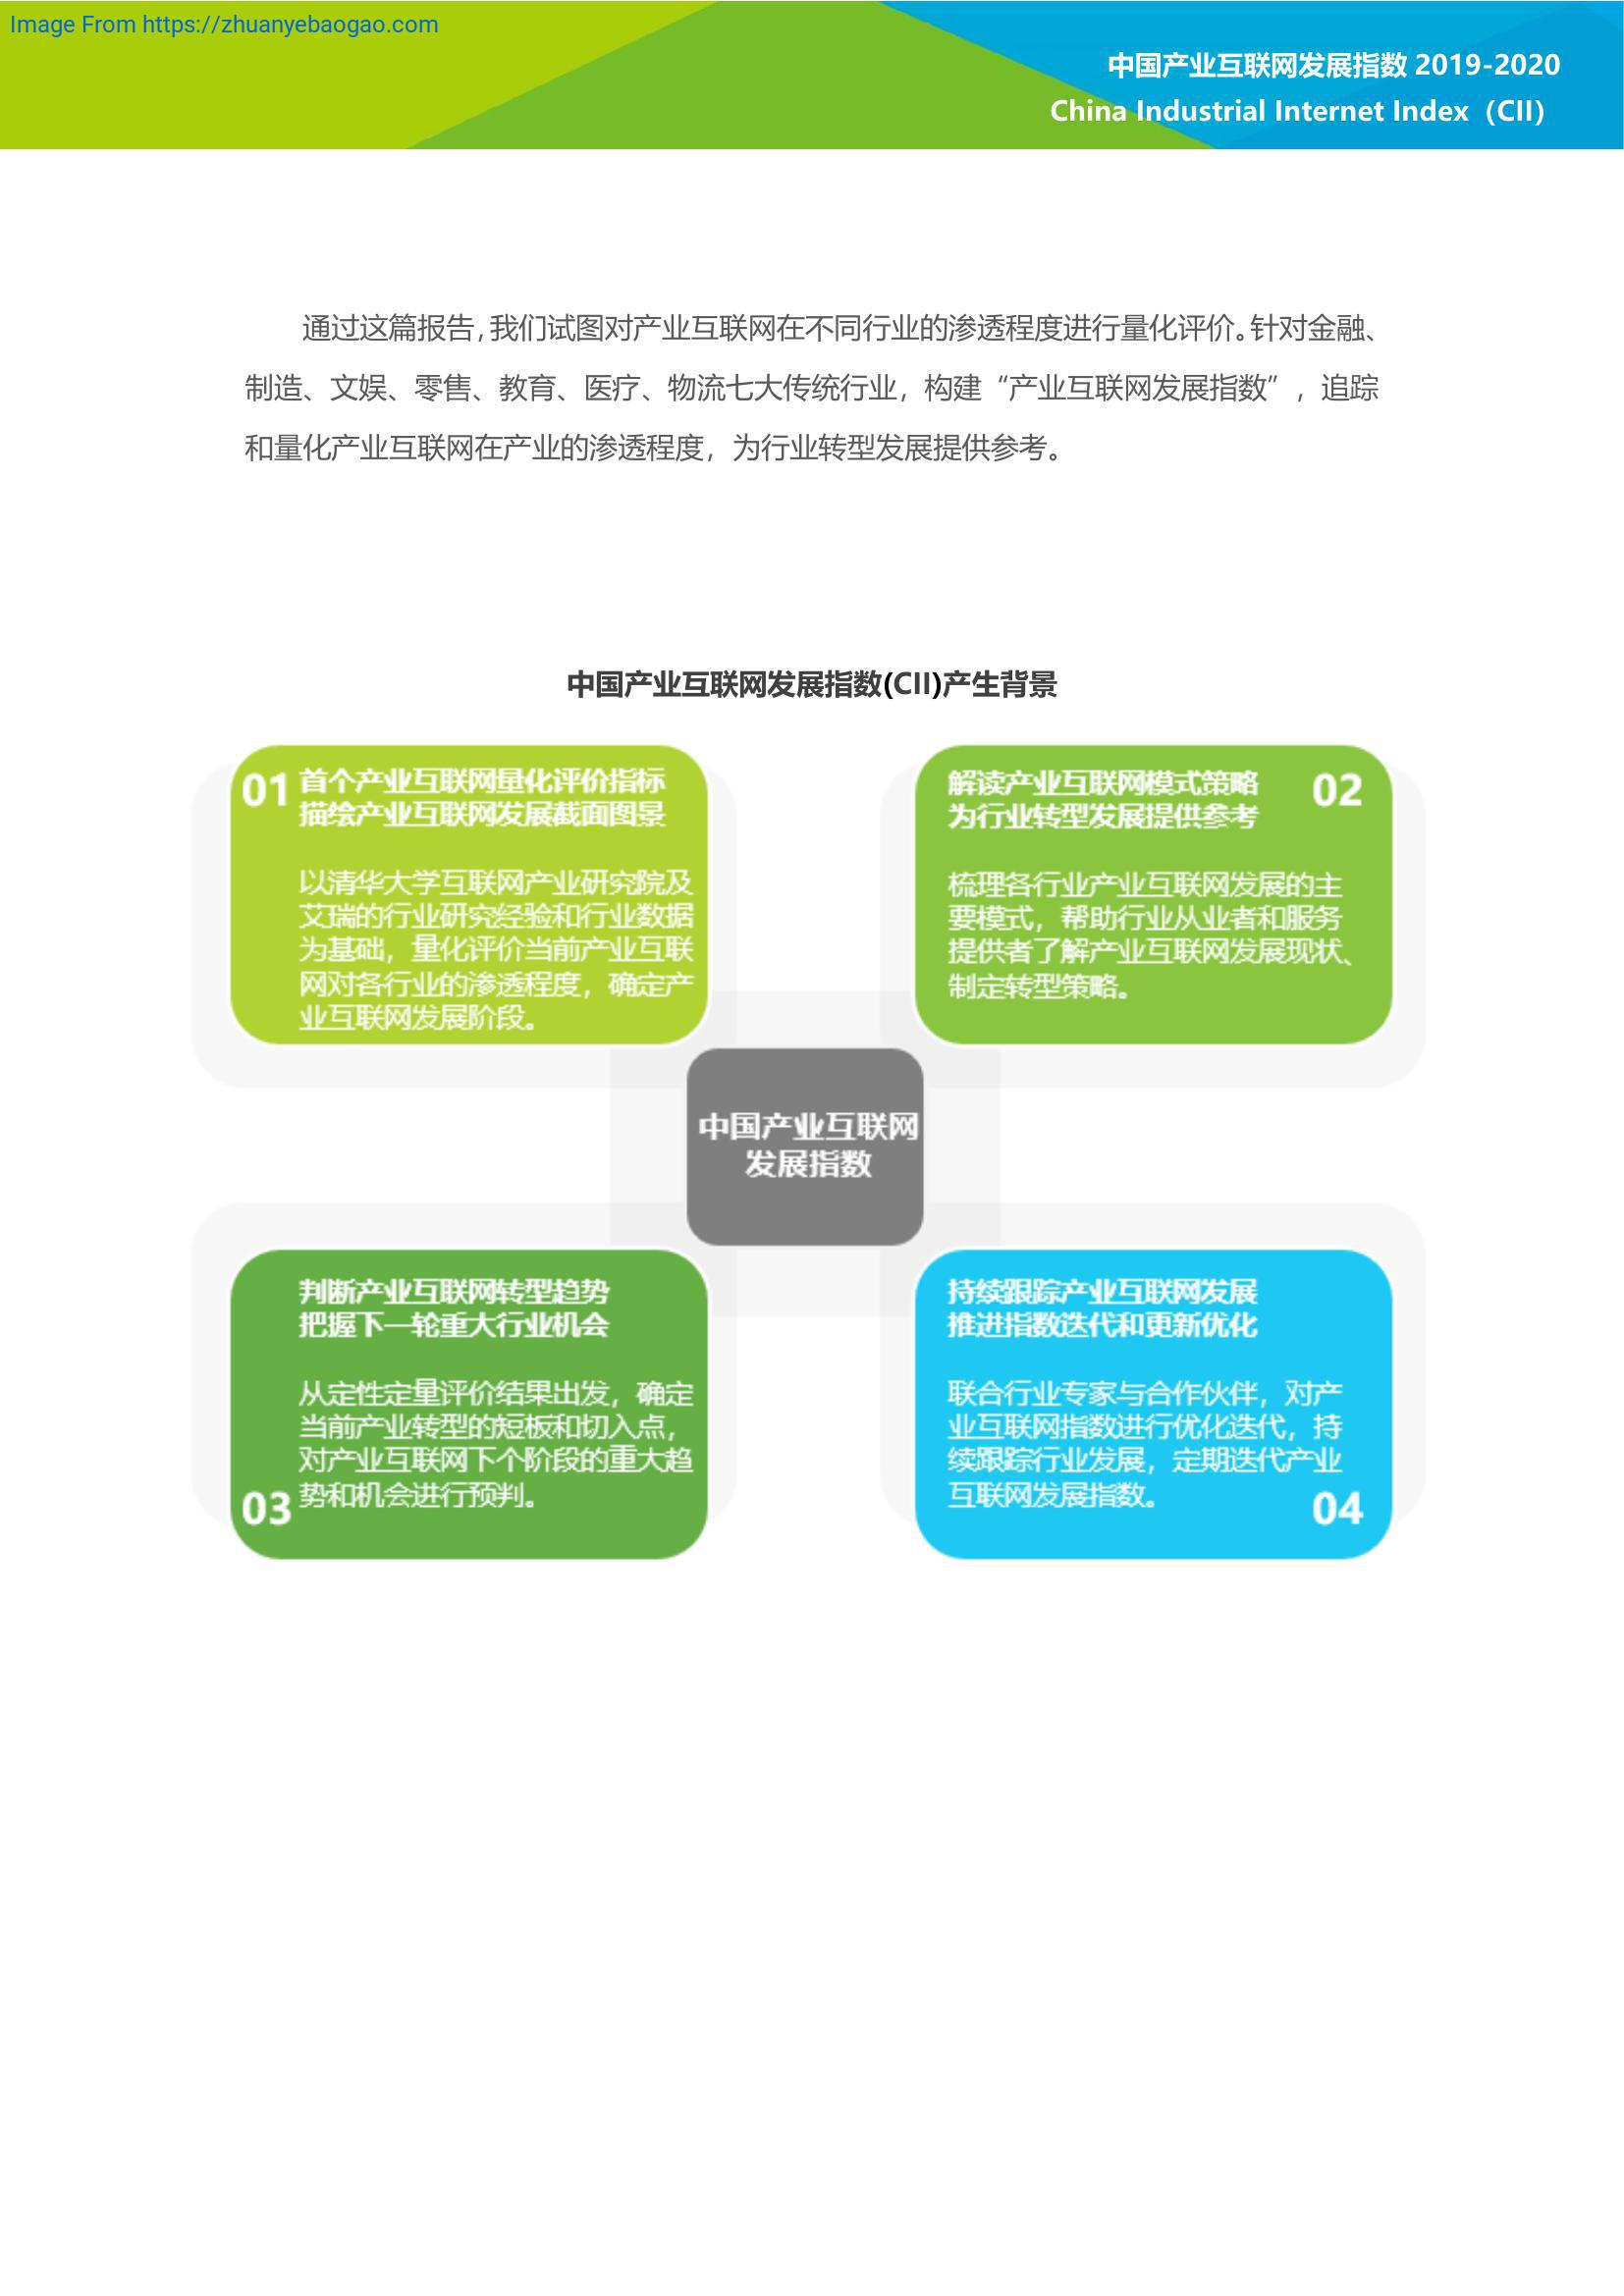 Image From https://zhuanyebaogao.com
中国产业互联网发展指数 2019-2020
China Industrial Internet Index（CII）
通过这篇报告，我们试图对产业互联网在不同行业的渗透程度进行量化评价。针对金融、
制造、文娱、零售、教育、医疗、物流七大传统行业，构建“产业互联网发展指数”，追踪
和量化产业互联网在产业的渗透程度，为行业转型发展提供参考。
中国产业互联网发展指数(CII)产生背景
01
首个产业互联网量化评价指标
描绘产业互联网发展截面图景
以清华大学互联网产业研究院及
艾瑞的行业研究经验和行业数据
为基础，量化评价当前产业互联
网对各行业的渗透程度，确定产
业互联网发展阶段。
解读产业互联网模式策略
为行业转型发展提供参考
02
梳理各行业产业互联网发展的主
要模式，帮助行业从业者和服务
提供者了解产业互联网发展现状、
制定转型策略。
中国产业互联网
发展指数
判断产业互联网转型趋势
把握下一轮重大行业机会
从定性定量评价结果出发，确定
当前产业转型的短板和切入点，
对产业互联网下个阶段的重大趋
势和机会进行预判。
03
持续跟踪产业互联网发展
推进指数迭代和更新优化
联合行业专家与合作伙伴，对产
业互联网指数进行优化迭代，持
续跟踪行业发展，定期迭代产业
互联网发展指数。
04